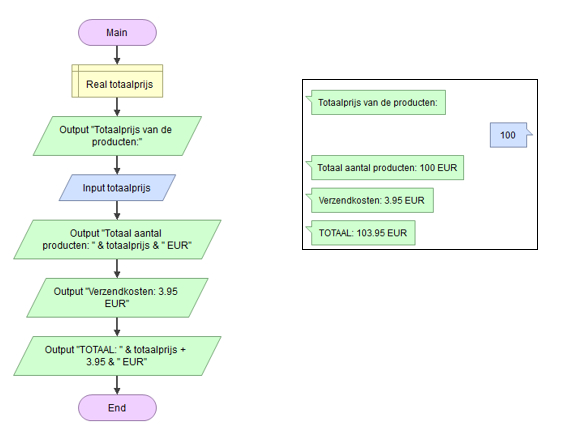 Main
Real totaalprijs
Output "Totaalprijs van de
producten:"
Input totaalprijs
Output "Totaal aantal
producten: " & totaalprijs & " EUR"
Output "Verzendkosten: 3.95
EUR"
Output "TOTAAL: " & totaalprijs +
3.95 & " EUR"
End
Totaalprijs van de producten:
100
Totaal aantal producten: 100 EUR
Verzendkosten: 3.95 EUR
TOTAAL: 103.95 EUR